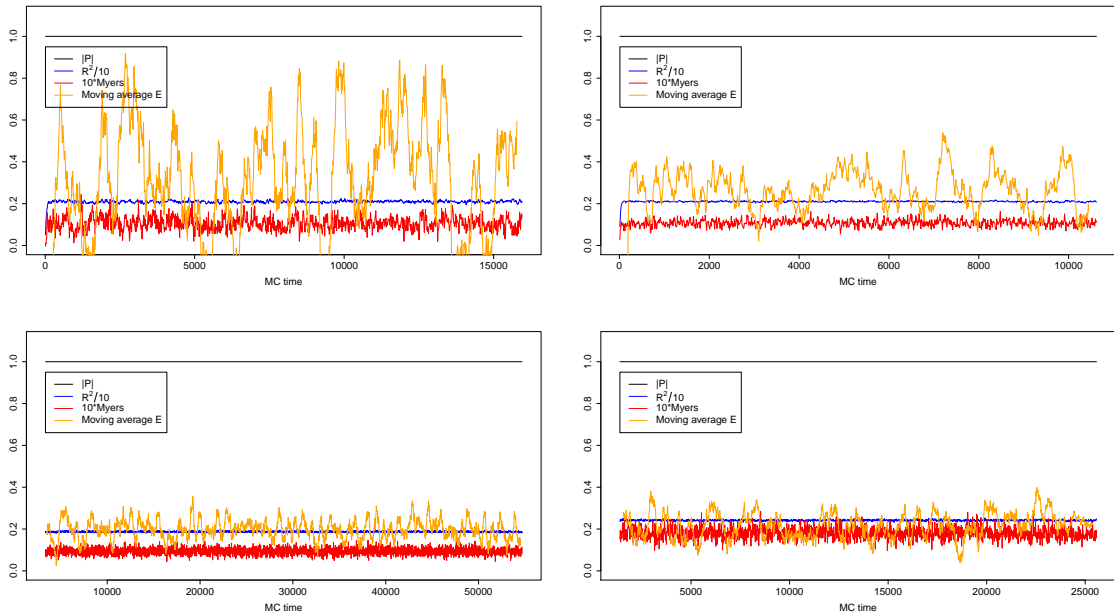 1.0
0.8
0.6
0.4
0.2
0.0
|P|
R²/10
10*Myers
Moving average E
0 5000 10000 15000
MC time
1.0
0.8
0.6
0.4
0.2
0.0
|P|
R²/10
10*Myers
Moving average E
0 2000 4000 6000 8000 10000
MC time
1.0
0.8
0.6
0.4
0.2
0.0
|P|
R²/10
10*Myers
Moving average E
10000 20000 30000 40000 50000
MC time
1.0
0.8
0.6
0.4
0.2
0.0
|P|
R²/10
10*Myers
Moving average E
5000 10000 15000 20000 25000
MC time